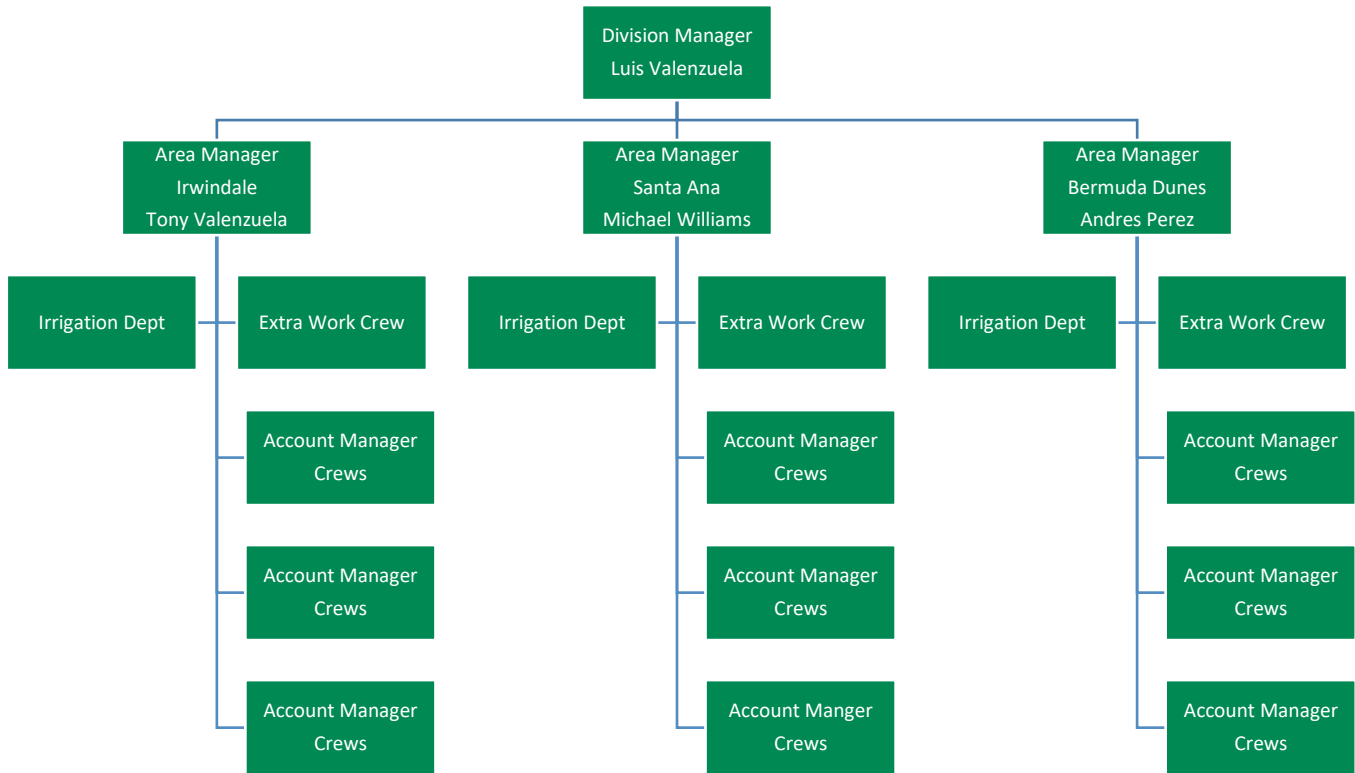 Division Manager
Luis Valenzuela
Area Manager
Irwindale
Tony Valenzuela
Area Manager
Santa Ana
Michael Williams
Area Manager
Bermuda Dunes
Andres Perez
Irrigation Dept
Extra Work Crew
Irrigation Dept
Extra Work Crew
Irrigation Dept
Extra Work Crew
Account Manager
Crews
Account Manager
Crews
Account Manager
Crews
Account Manager
Crews
Account Manager
Crews
Account Manager
Crews
Account Manager
Crews
Account Manger
Crews
Account Manager
Crews